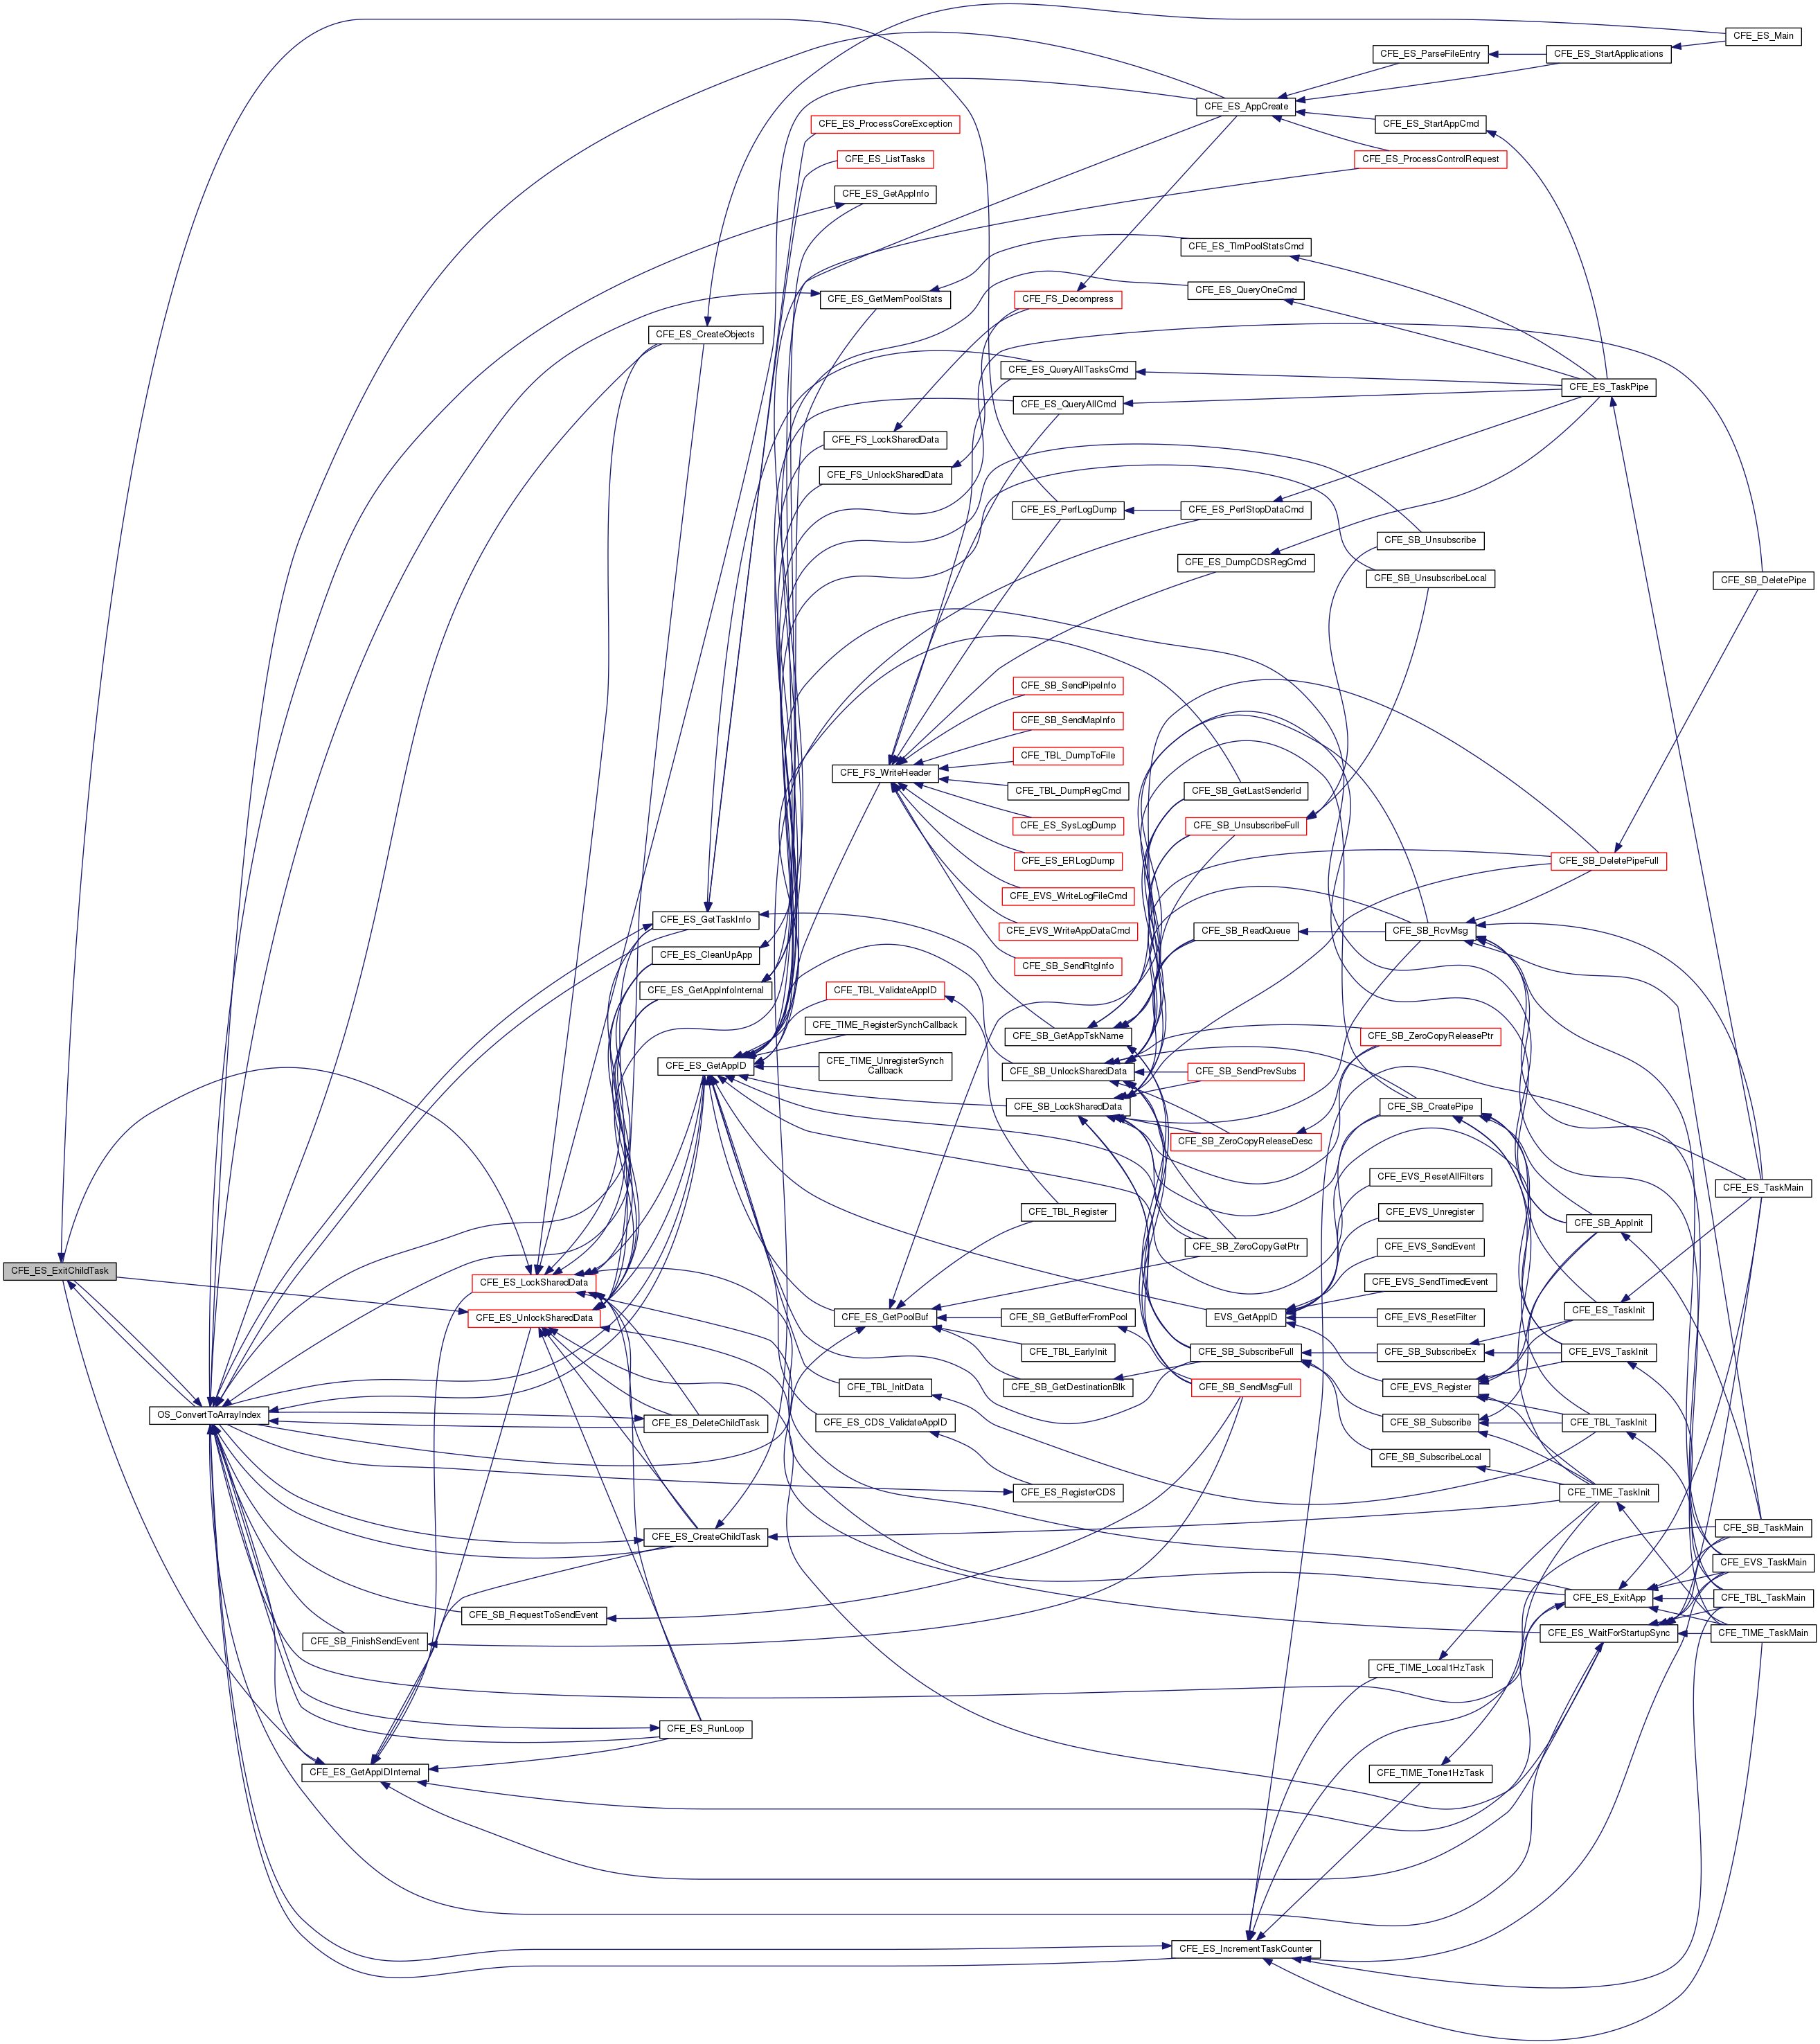 CFE_ES_Main
CFE_ES_ParseFileEntry
CFE_ES_StartApplications
CFE_ES_AppCreate
CFE_ES_ProcessCoreException
CFE_ES_StartAppCmd
CFE_ES_ListTasks
CFE_ES_ProcessControlRequest
CFE_ES_GetAppInfo
CFE_ES_TlmPoolStatsCmd
CFE_ES_QueryOneCmd
CFE_ES_GetMemPoolStats
CFE_FS_Decompress
CFE_ES_CreateObjects
CFE_ES_QueryAllTasksCmd
CFE_ES_TaskPipe
CFE_ES_QueryAllCmd
CFE_FS_LockSharedData
CFE_FS_UnlockSharedData
CFE_ES_PerfLogDump
CFE_ES_PerfStopDataCmd
CFE_SB_Unsubscribe
CFE_ES_DumpCDSRegCmd
CFE_SB_UnsubscribeLocal
CFE_SB_DeletePipe
CFE_SB_SendPipeInfo
CFE_SB_SendMapInfo
CFE_TBL_DumpToFile
CFE_FS_WriteHeader
CFE_TBL_DumpRegCmd
CFE_SB_GetLastSenderId
CFE_ES_SysLogDump
CFE_SB_UnsubscribeFull
CFE_ES_ERLogDump
CFE_SB_DeletePipeFull
CFE_EVS_WriteLogFileCmd
CFE_ES_GetTaskInfo
CFE_EVS_WriteAppDataCmd
CFE_SB_ReadQueue
CFE_SB_RcvMsg
CFE_ES_CleanUpApp
CFE_SB_SendRtgInfo
CFE_ES_GetAppInfoInternal
CFE_TBL_ValidateAppID
CFE_TIME_RegisterSynchCallback
CFE_SB_GetAppTskName
CFE_SB_ZeroCopyReleasePtr
CFE_ES_GetAppID
CFE_TIME_UnregisterSynch
Callback
CFE_SB_UnlockSharedData
CFE_SB_SendPrevSubs
CFE_SB_LockSharedData
CFE_SB_CreatePipe
CFE_SB_ZeroCopyReleaseDesc
CFE_EVS_ResetAllFilters
CFE_ES_TaskMain
CFE_TBL_Register
CFE_EVS_Unregister
CFE_SB_AppInit
CFE_SB_ZeroCopyGetPtr
CFE_EVS_SendEvent
CFE_ES_ExitChildTask
CFE_ES_LockSharedData
CFE_EVS_SendTimedEvent
CFE_ES_UnlockSharedData
CFE_ES_GetPoolBuf
CFE_SB_GetBufferFromPool
EVS_GetAppID
CFE_EVS_ResetFilter
CFE_ES_TaskInit
CFE_TBL_EarlyInit
CFE_SB_SubscribeFull
CFE_SB_SubscribeEx
CFE_EVS_TaskInit
CFE_TBL_InitData
CFE_SB_GetDestinationBlk
CFE_SB_SendMsgFull
CFE_EVS_Register
OS_ConvertToArrayIndex
CFE_ES_DeleteChildTask
CFE_ES_CDS_ValidateAppID
CFE_SB_Subscribe
CFE_TBL_TaskInit
CFE_SB_SubscribeLocal
CFE_ES_RegisterCDS
CFE_TIME_TaskInit
CFE_ES_CreateChildTask
CFE_SB_TaskMain
CFE_EVS_TaskMain
CFE_ES_ExitApp
CFE_TBL_TaskMain
CFE_SB_RequestToSendEvent
CFE_SB_FinishSendEvent
CFE_ES_WaitForStartupSync
CFE_TIME_TaskMain
CFE_TIME_Local1HzTask
CFE_ES_RunLoop
CFE_ES_GetAppIDInternal
CFE_TIME_Tone1HzTask
CFE_ES_IncrementTaskCounter